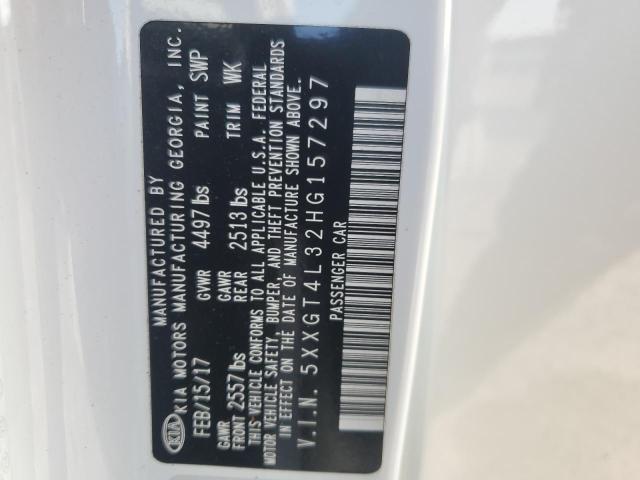 MANUFACTURED BY
KIA KIA MOTORS MANUFACTURING GEORGIA, INC.
FEB/15/17 GVWR 4497 lbs PAINT SWP
GAWR FRONT 2557 lbs GAWR REAR 2513 lbs TRIM WK
THIS VEHICLE CONFORMS TO ALL APPLICABLE U.S.A. FEDERAL
MOTOR VEHICLE SAFETY, BUMPER, AND THEFT PREVENTION STANDARDS
IN EFFECT ON THE DATE OF MANUFACTURE SHOWN ABOVE.
V.I.N. 5XXGT4L32HG157297
PASSENGER CAR